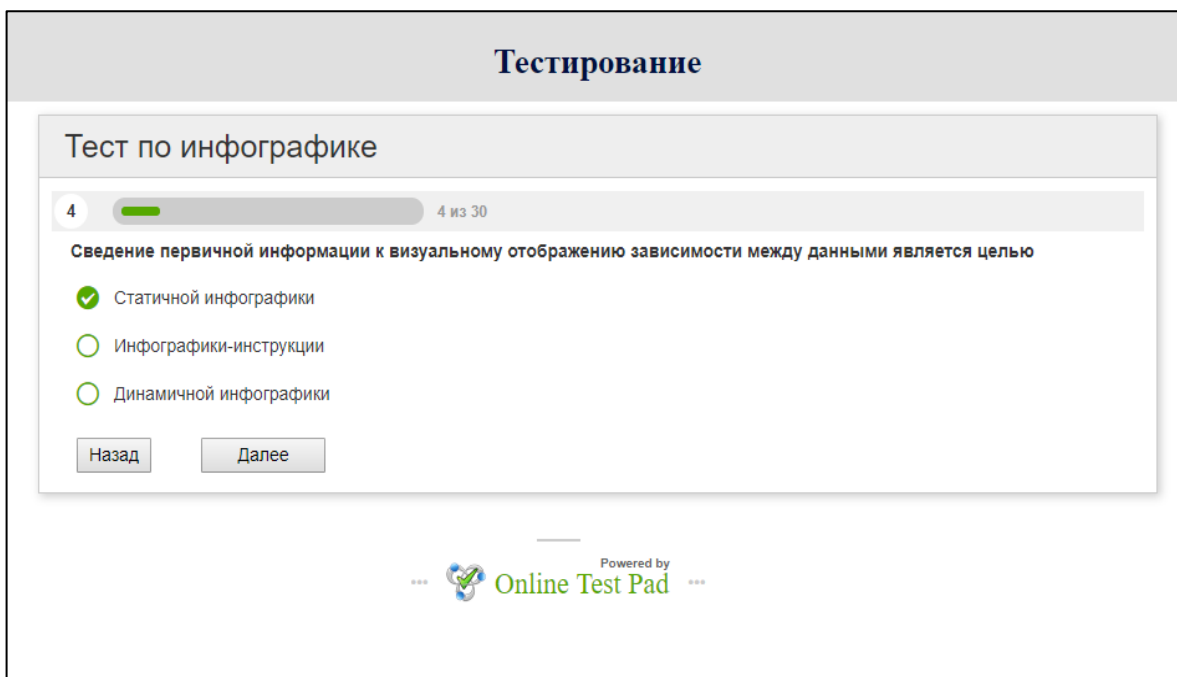 Тестирование
Тест по инфографике
4
4 из 30
Сведение первичной информации к визуальному отображению зависимости между данными является целью
Статичной инфографики
Инфографики-инструкции
Динамичной инфографики
Назад
Далее
Powered by
Online Test Pad